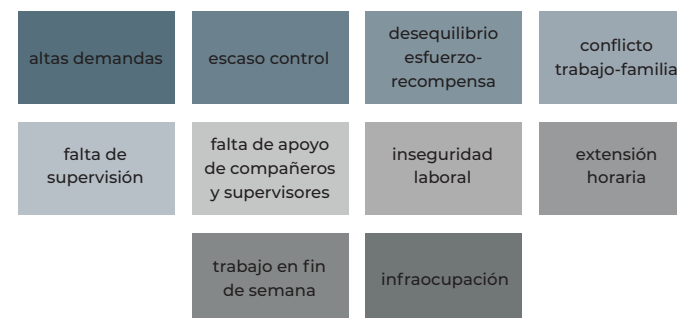 altas demandas
escaso control
desequilibrio
esfuerzo-
recompensa
conflicto
trabajo-familia
falta de
supervisión
falta de apoyo
de compañeros
y supervisores
inseguridad
laboral
extensión
horaria
trabajo en fin
de semana
infraocupación